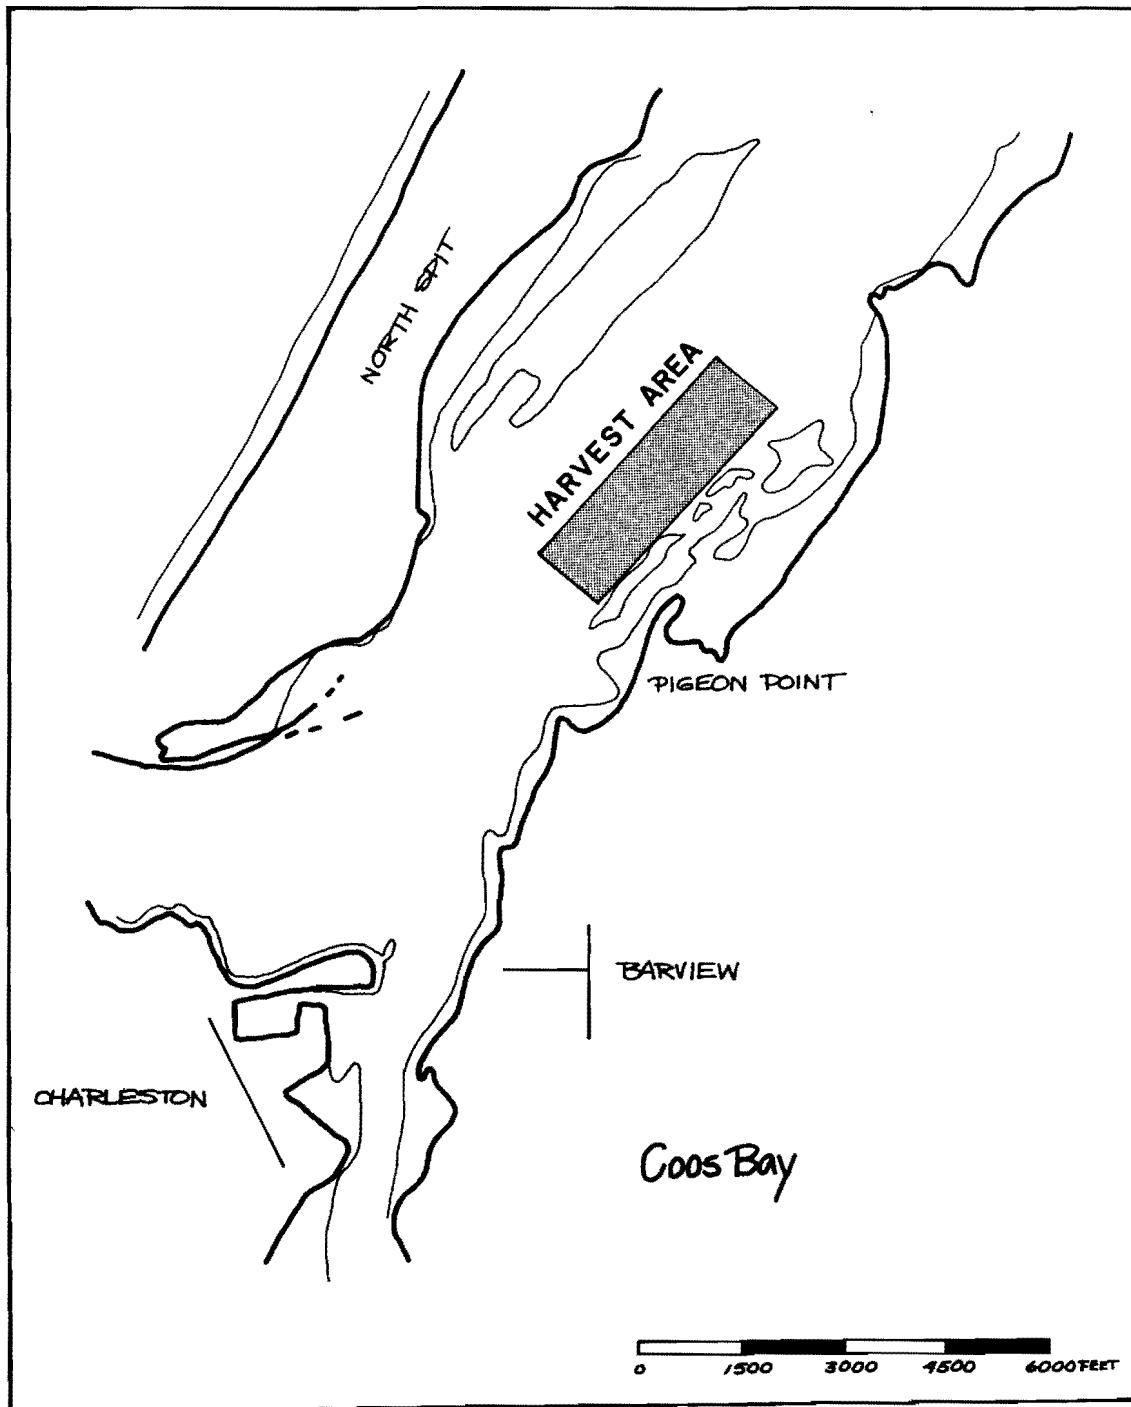 NORTH SPIT
HARVEST AREA
PIGEON POINT
BARVIEW
CHARLESTON
Coos Bay
0 1500 3000 4500 6000 FEET